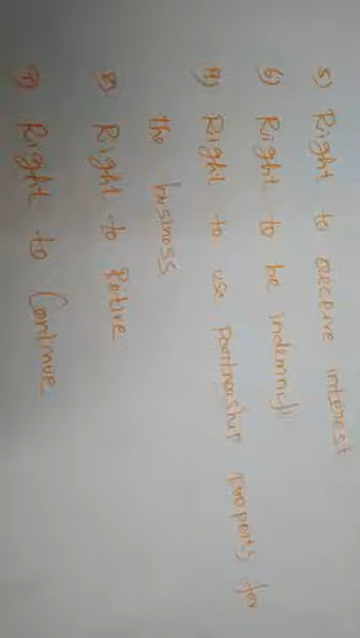 5) Right to receive interest
6) Right to be indemnify
7) Right to use partnership property for
the business
8) Right to Retire
9) Right to Continue